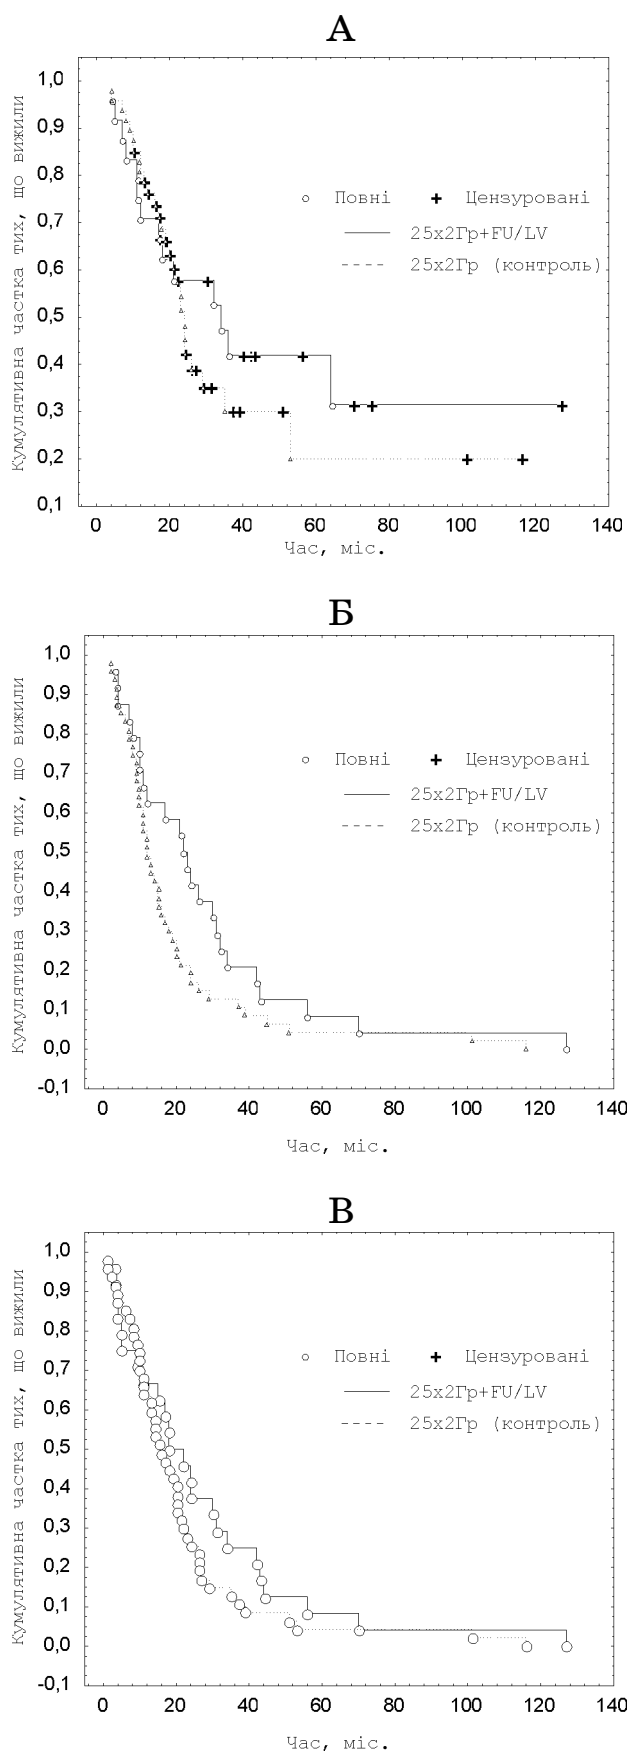 А
Кумулятивна частка тих, що вижили
1,0
0,9
0,8
0,7
0,6
0,5
0,4
0,3
0,2
0,1
Повні Цензуровані
25х2Гр+FU/LV
25х2Гр (контроль)
0 20 40 60 80 100 120 140
Час, міс.
Б
Кумулятивна частка тих, що вижили
1,0
0,9
0,8
0,7
0,6
0,5
0,4
0,3
0,2
0,1
0,0
-0,1
Повні Цензуровані
25х2Гр+FU/LV
25х2Гр (контроль)
0 20 40 60 80 100 120 140
Час, міс.
В
Кумулятивна частка тих, що вижили
1,0
0,9
0,8
0,7
0,6
0,5
0,4
0,3
0,2
0,1
0,0
-0,1
Повні Цензуровані
25х2Гр+FU/LV
25х2Гр (контроль)
0 20 40 60 80 100 120 140
Час, міс.